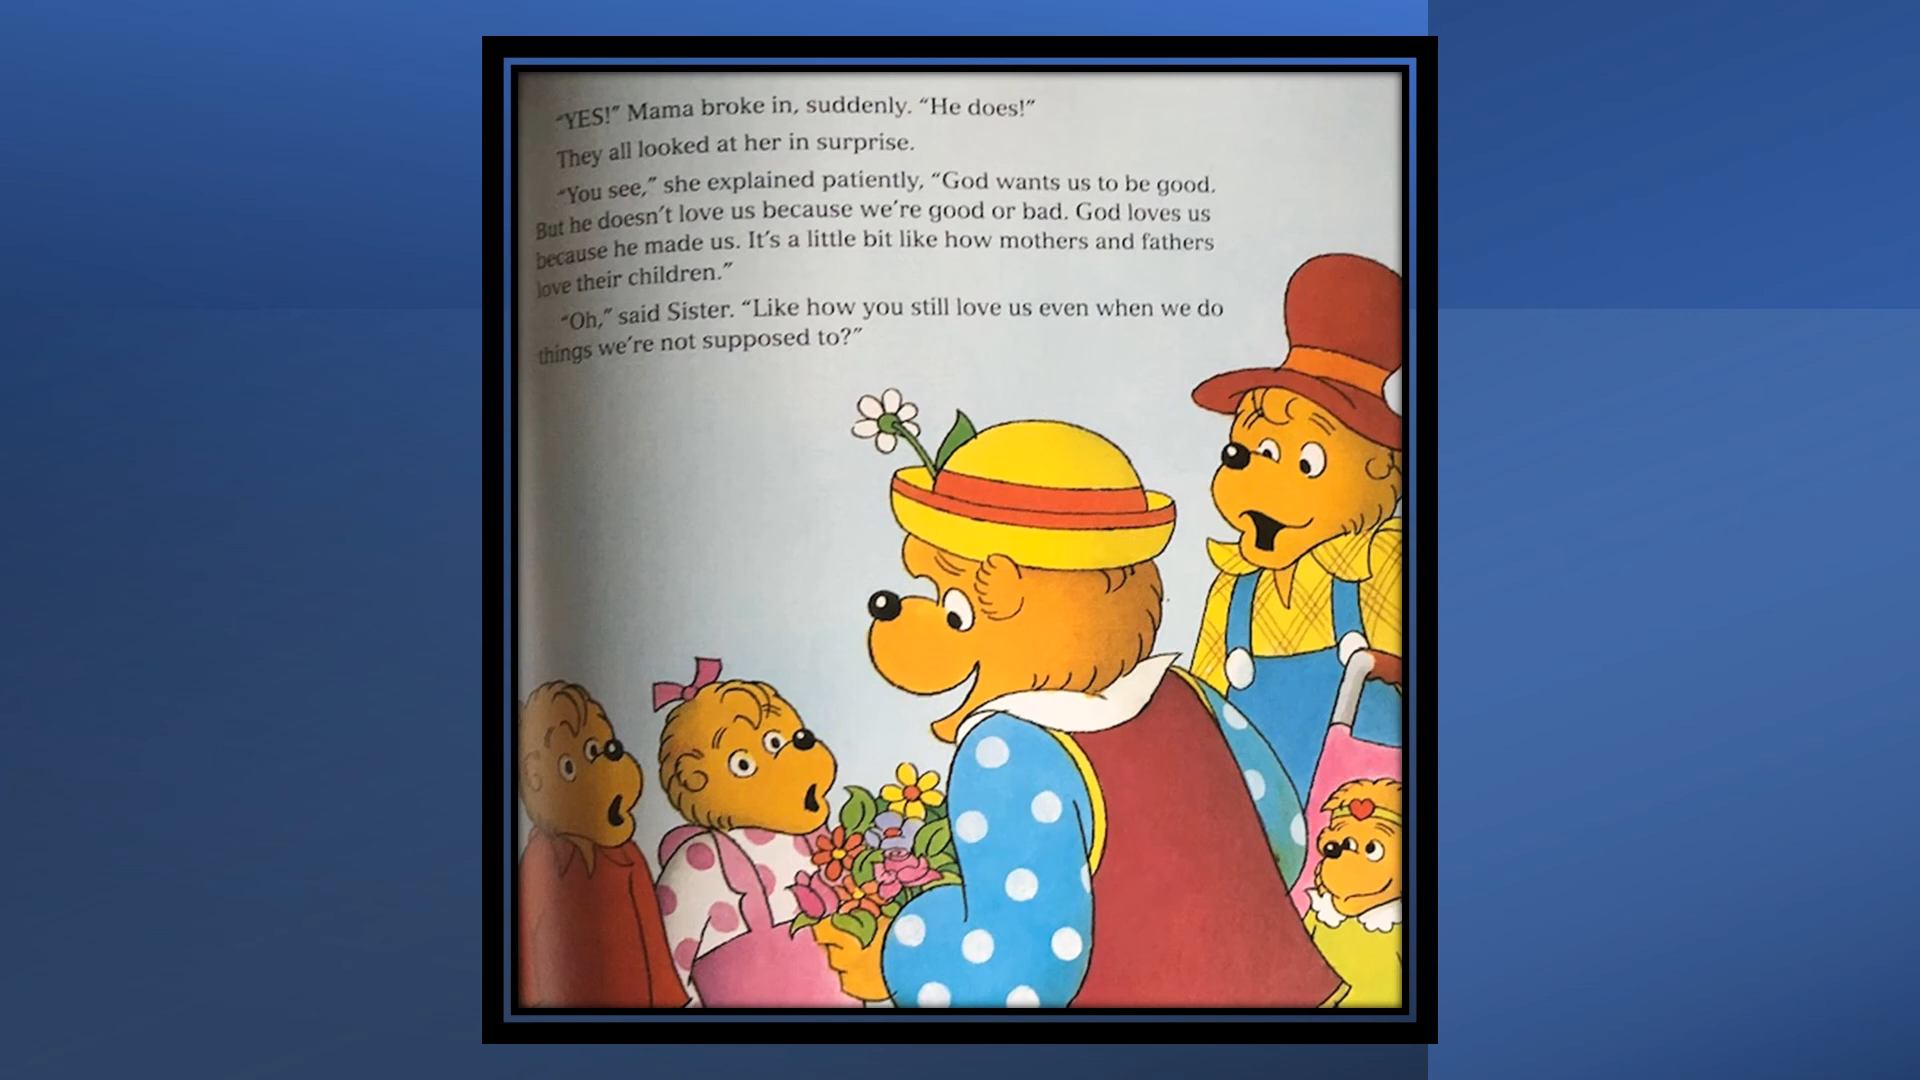 “YES!” Mama broke in, suddenly. “He does!”
They all looked at her in surprise.
“You see,” she explained patiently, “God wants us to be good.
But he doesn’t love us because we’re good or bad. God loves us
because he made us. It’s a little bit like how mothers and fathers
love their children.”
“Oh,” said Sister. “Like how you still love us even when we do
things we’re not supposed to?”